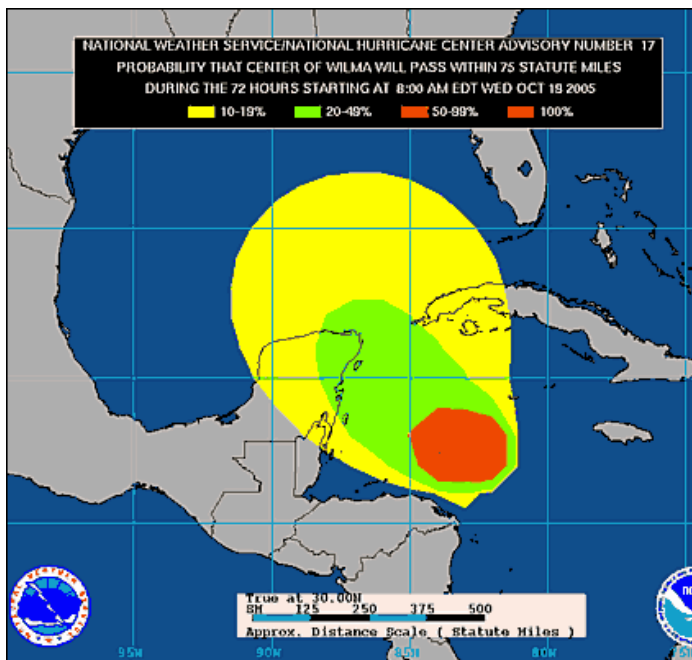 NATIONAL WEATHER SERVICE/NATIONAL HURRICANE CENTER ADVISORY NUMBER 17
PROBABILITY THAT CENTER OF WILMA WILL PASS WITHIN 75 STATUTE MILES
DURING THE 72 HOURS STARTING AT 8:00 AM EDT WED OCT 19 2005
10-19% 20-49% 50-99% 100%
True at 30.00N
SM 125 250 375 500
Approx. Distance Scale ( Statute Miles )
95W 90W 85W 80W